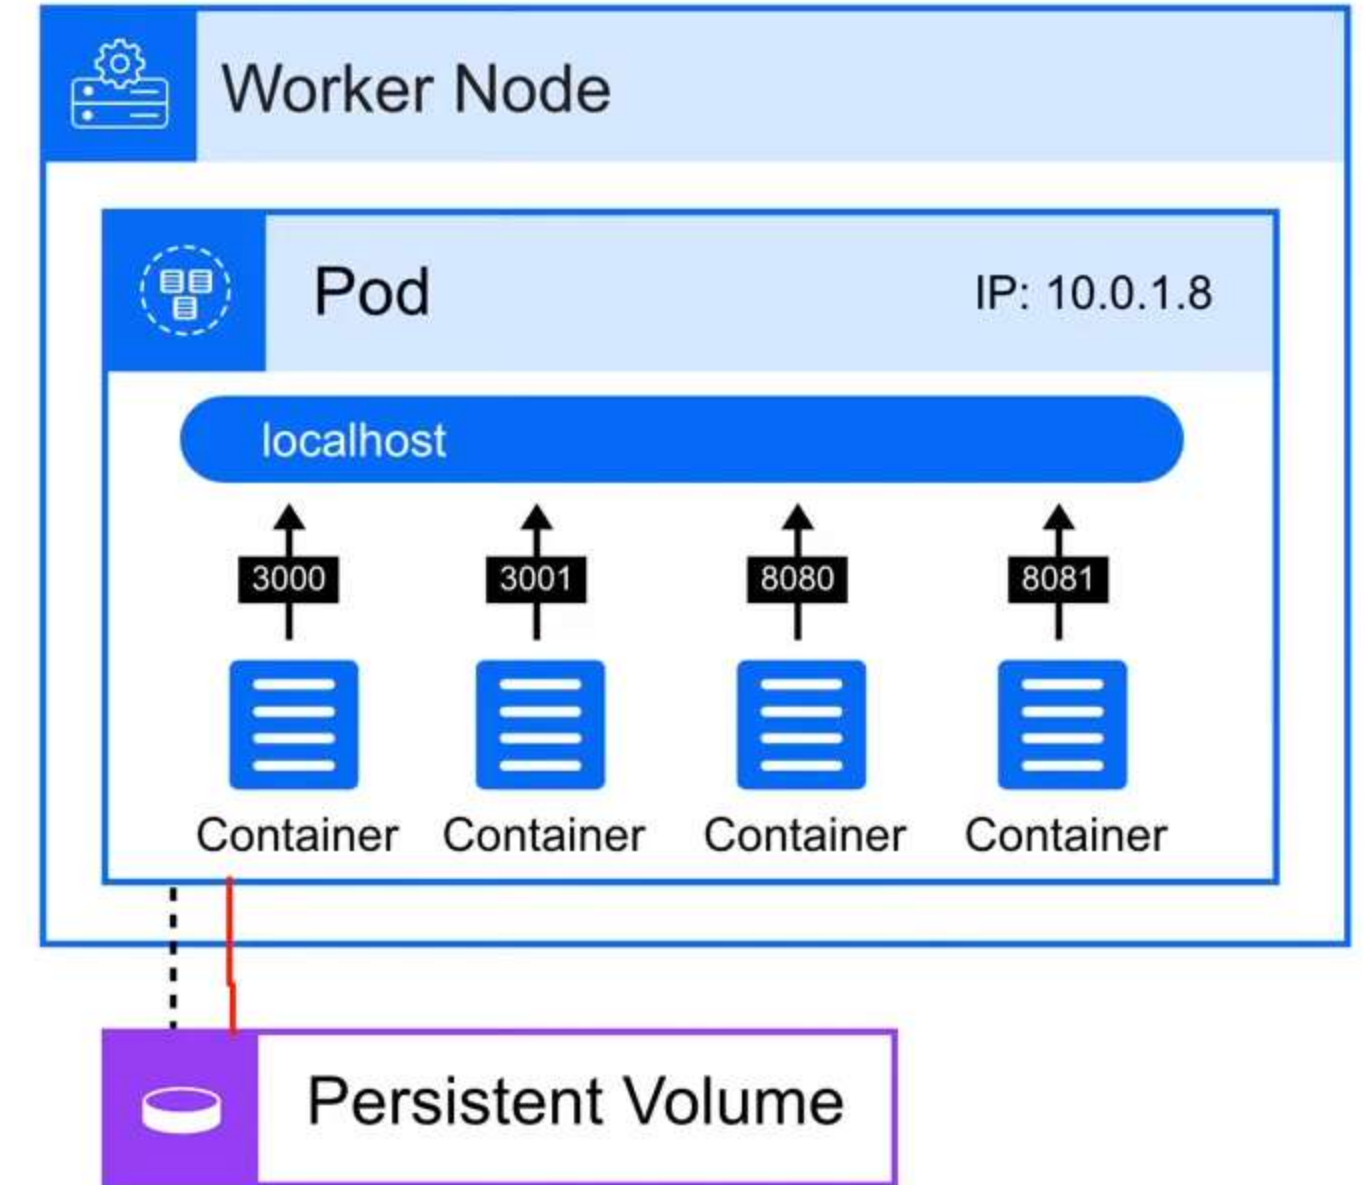 Worker Node
Pod
IP: 10.0.1.8
localhost
3000 3001 8080 8081
Container Container Container Container
Persistent Volume